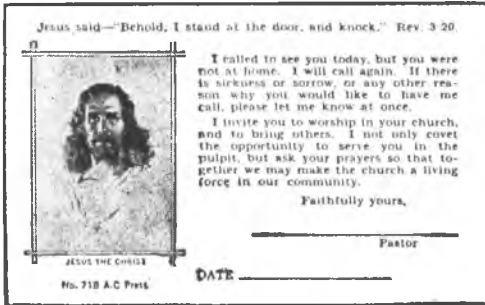 Jesus said—"Behold, I stand at the door, and knock." Rev. 3-20.
I called to see you today, but you were
not at home. I will call again. If there
is sickness or sorrow, or any other rea-
son why you would like to have me
call, please let me know at once.
I invite you to worship in your church,
and to bring others. I not only covet
the opportunity to serve you in the
pulpit, but ask your prayers so that to-
gether we may make the church a living
force in our community.
Faithfully yours,
Pastor
JESUS THE CHRIST
No. 71B A.C. Press
DATE